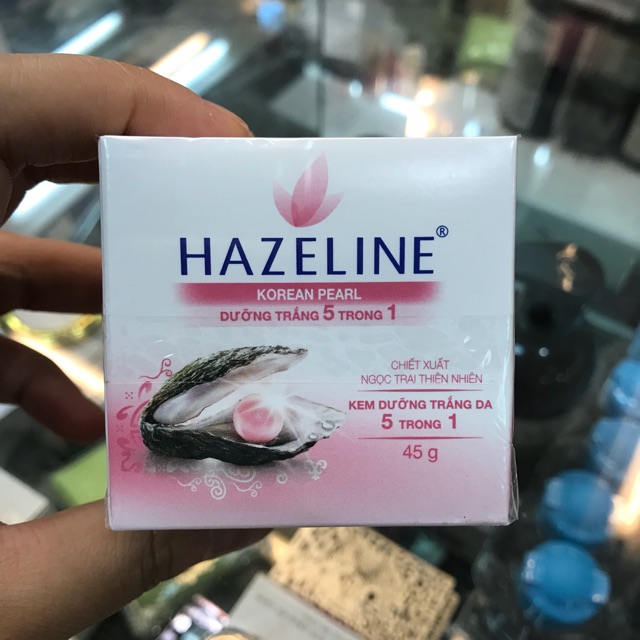 HAZELINE®
KOREAN PEARL
DƯỠNG TRẮNG 5 TRONG 1
CHIẾT XUẤT
NGỌC TRAI THIÊN NHIÊN
KEM DƯỠNG TRẮNG DA
5 TRONG 1
45 g